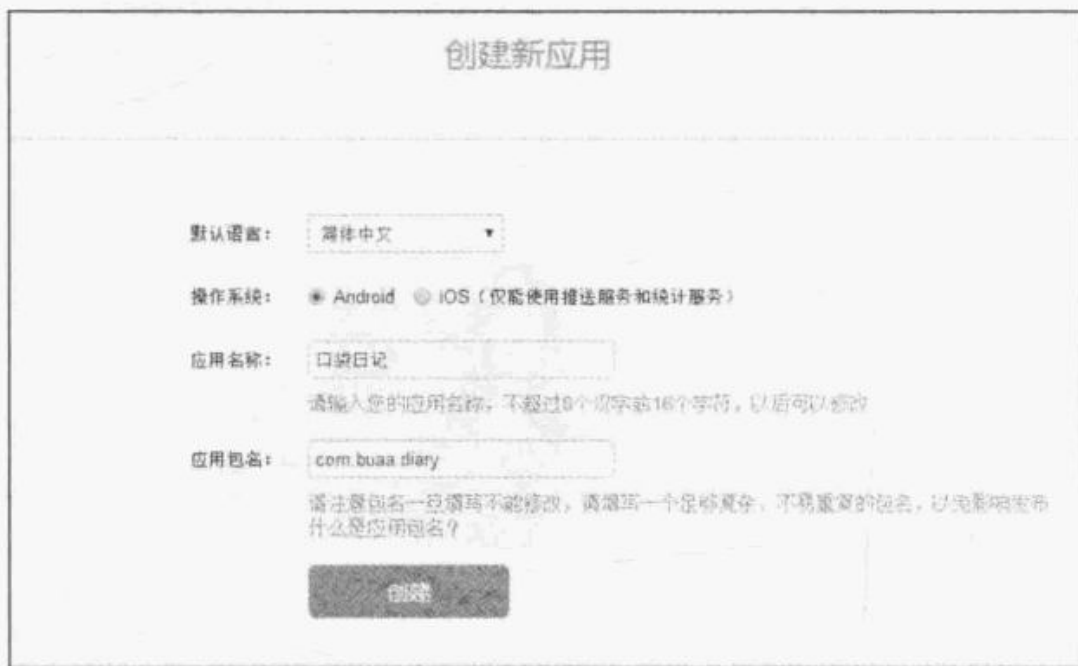 创建新应用
默认语言： 简体中文
操作系统： Android iOS（仅能使用推送服务和统计服务）
应用名称： 口袋日记
请输入您的应用名称，不超过8个汉字或16个字符，以后可以修改
应用包名： com.buaa.diary
请注意包名一旦填写不能修改，请填写一个足够复杂、不易重复的包名，以免影响发布
什么是应用包名？
创建